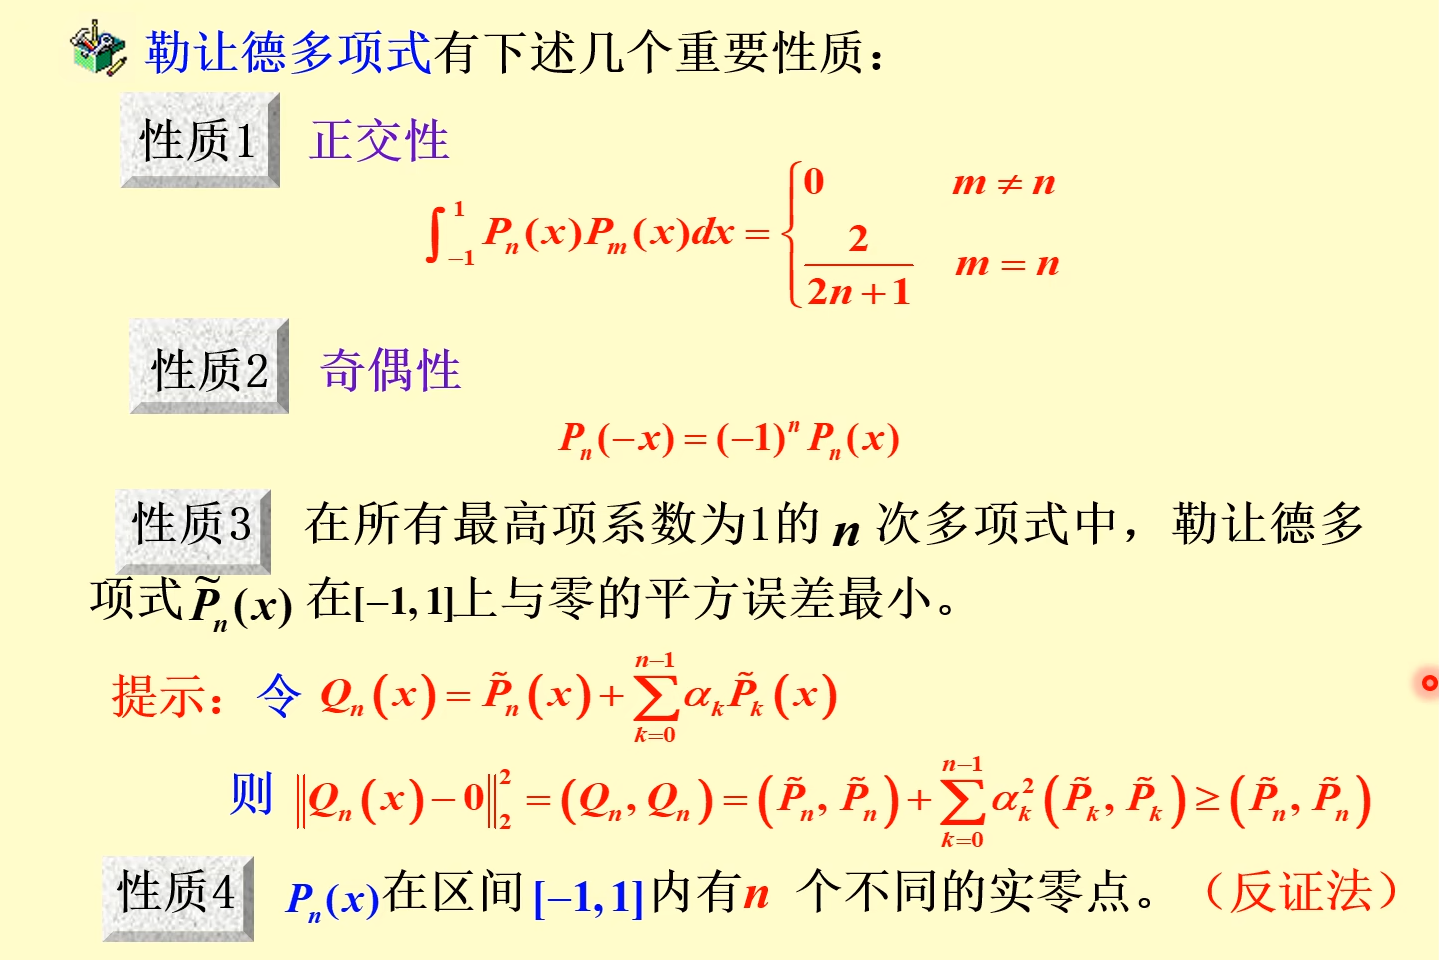 勒让德多项式有下述几个重要性质：
性质1 正交性
$\int_{-1}^{1} P_n(x)P_m(x)dx = \begin{cases} 0 & m \neq n \\ \frac{2}{2n+1} & m = n \end{cases}$
性质2 奇偶性
$P_n(-x) = (-1)^n P_n(x)$
性质3 在所有最高项系数为1的 n 次多项式中，勒让德多
项式 $\tilde{P}_n(x)$ 在[−1,1]上与零的平方误差最小。
提示：令 $Q_n(x) = \tilde{P}_n(x) + \sum_{k=0}^{n-1} \alpha_k \tilde{P}_k(x)$
则 $\left\| Q_n(x) - 0 \right\|_2^2 = (Q_n, Q_n) = (\tilde{P}_n, \tilde{P}_n) + \sum_{k=0}^{n-1} \alpha_k^2 (\tilde{P}_k, \tilde{P}_k) \geq (\tilde{P}_n, \tilde{P}_n)$
性质4 $P_n(x)$在区间[−1,1]内有n 个不同的实零点。（反证法）